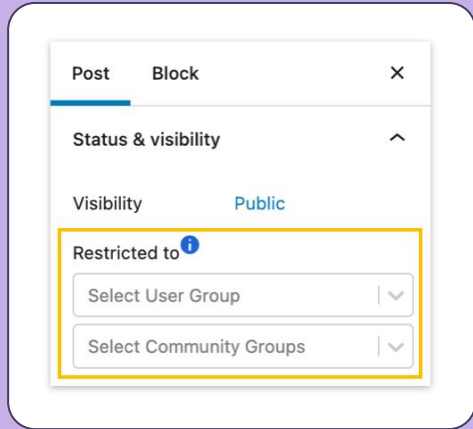 Post Block ×
Status & visibility
Visibility Public
Restricted to i
Select User Group
Select Community Groups